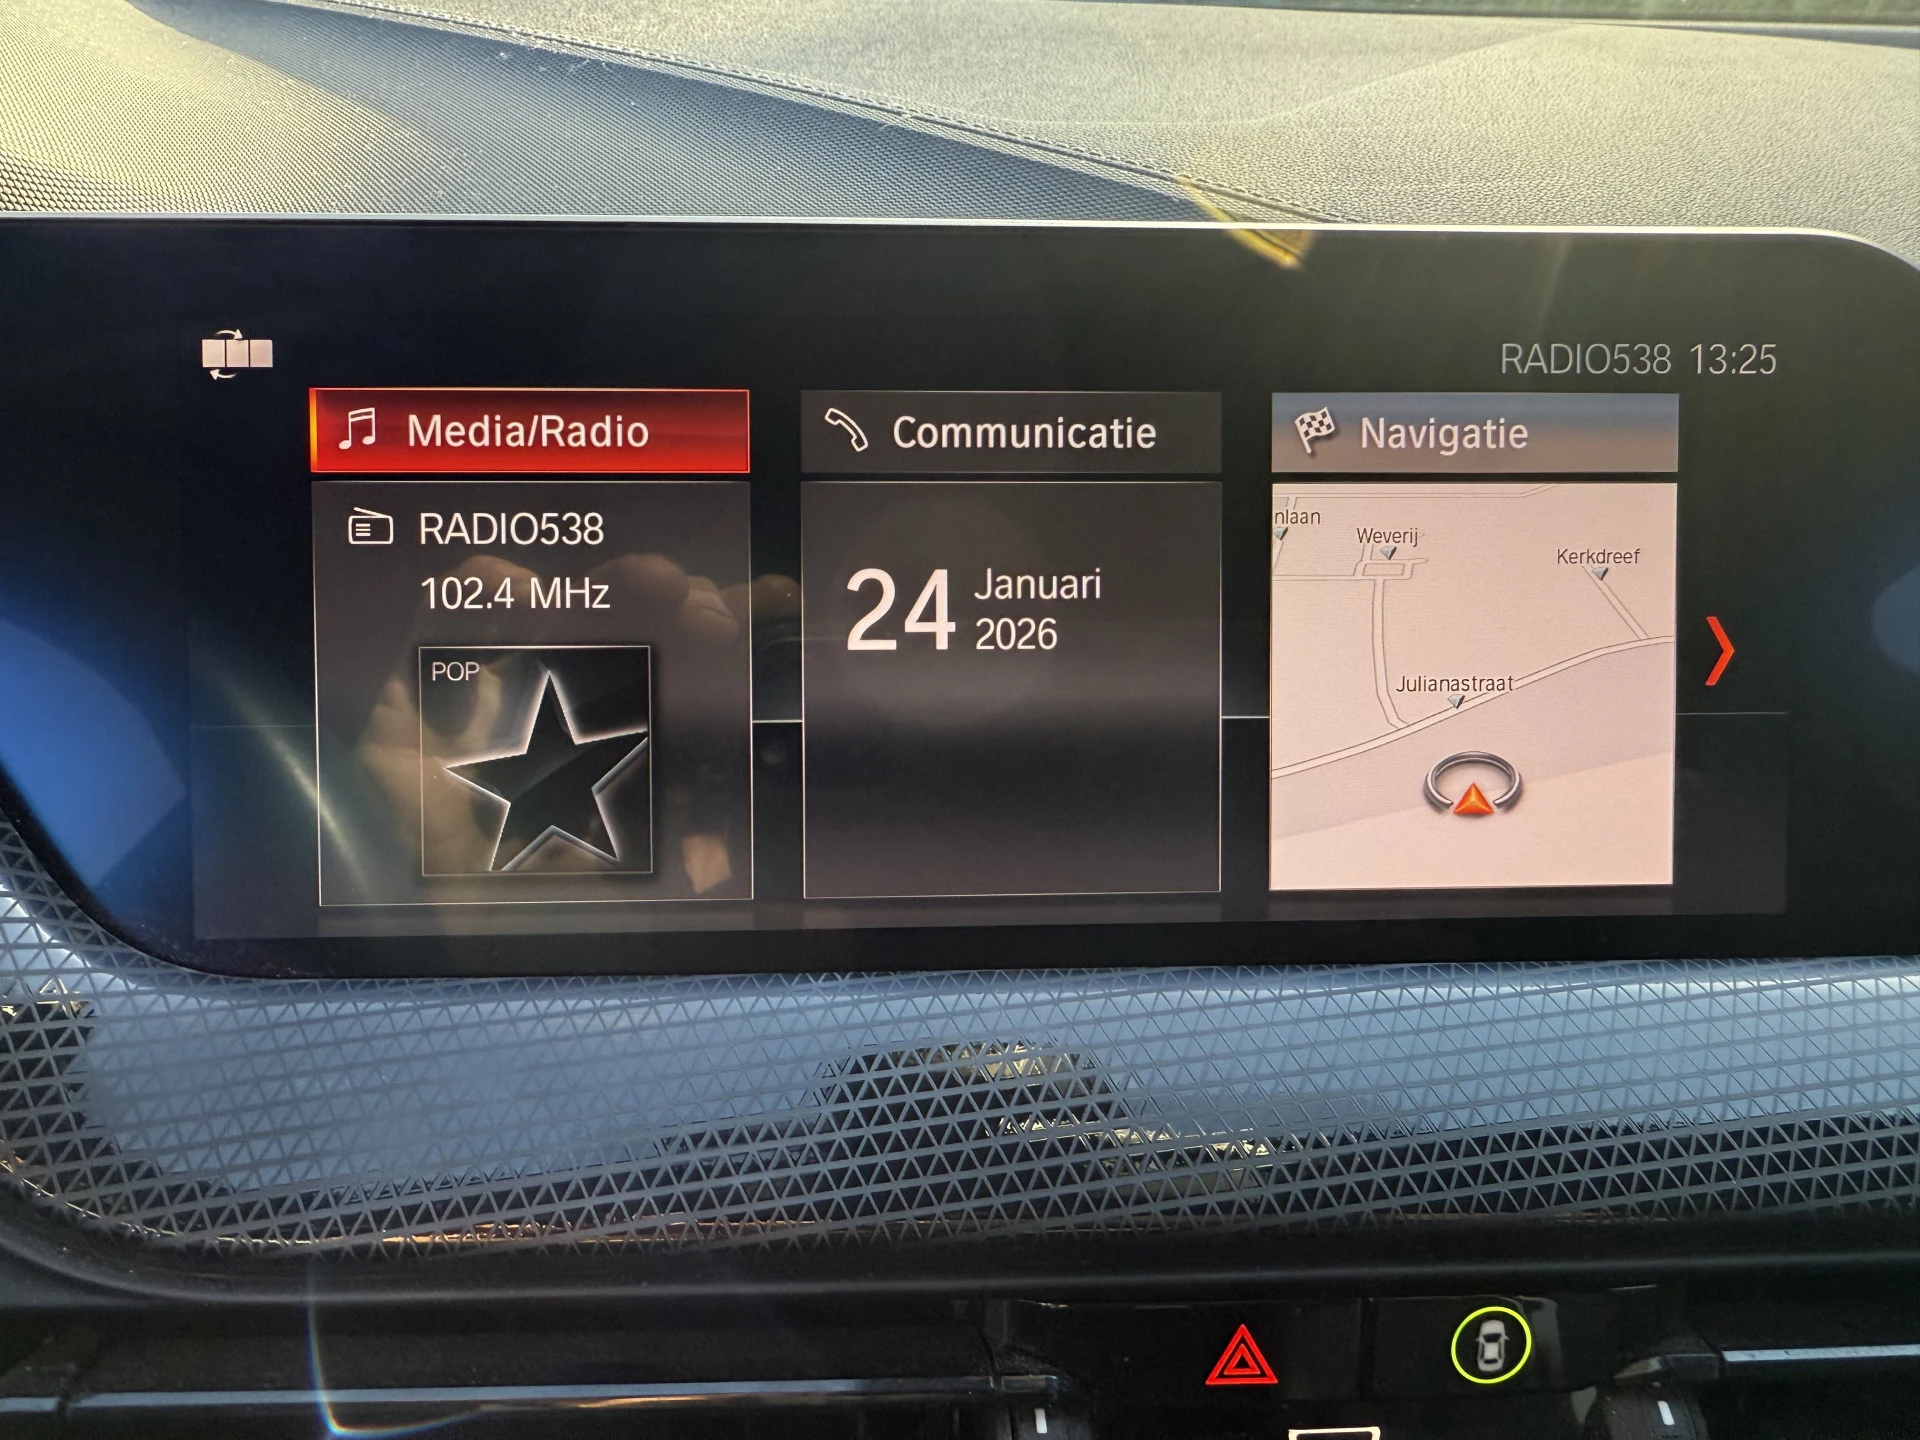 RADIO538 13:25
Media/Radio
Communicatie
Navigatie
RADIO538
102.4 MHz
POP
24
Januari
2026
nlaan
Weverij
Kerkdreef
Julianastraat